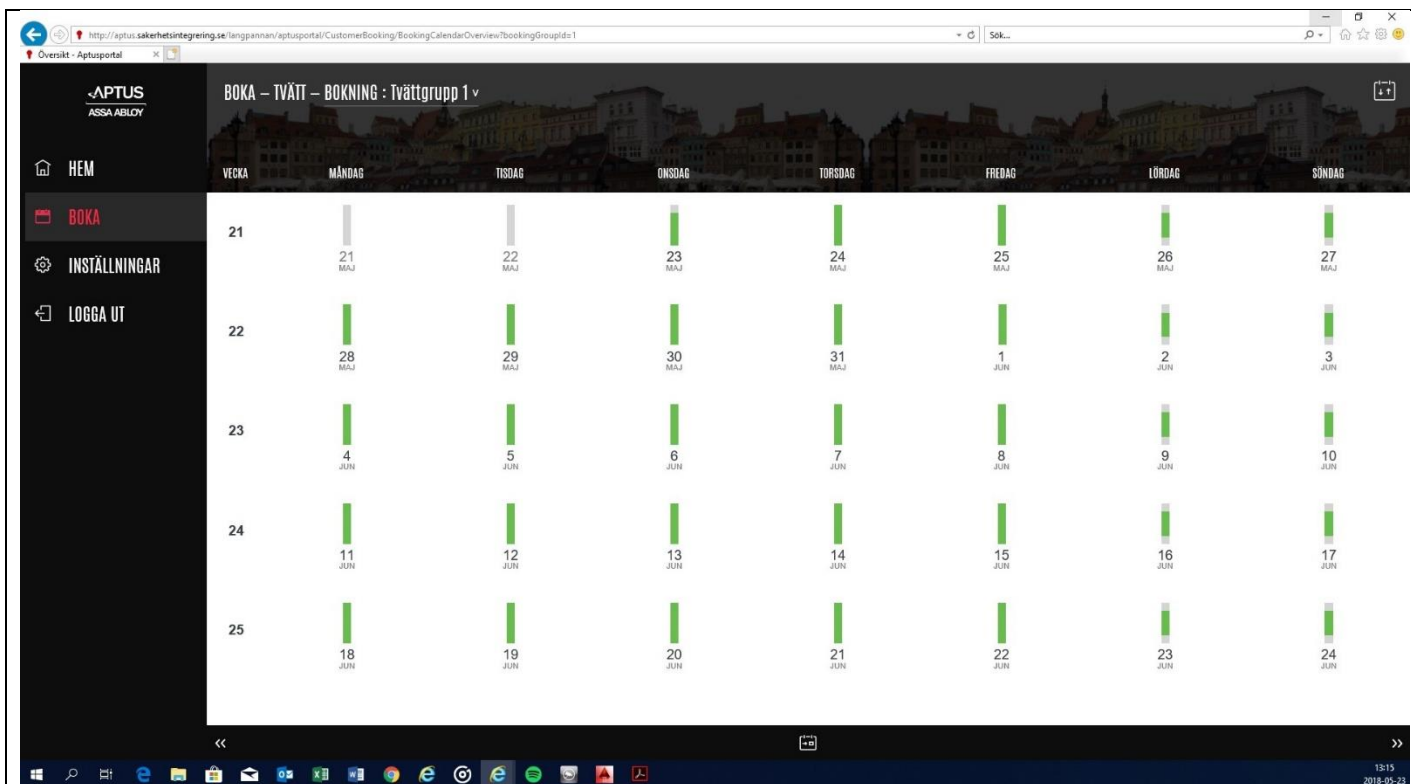 http://aptus.sakerhetsintegrering.se/langpannan/aptusportal/CustomerBooking/BookingCalendarOverview?bookingGroupId=1
Sök...
Översikt - Aptusportal
APTUS
ASSA ABLOY
BOKA – TVÄTT – BOKNING : Tvättgrupp 1
HEM
BOKA
INSTÄLLNINGAR
LOGGA UT
VECKA MÅNDAG TISDAG ONSDAG TORSDAG FREDAG LÖRDAG SÖNDAG
21
21 22 23 24 25 26 27
MAJ MAJ MAJ MAJ MAJ MAJ MAJ
22
28 29 30 31 1 2 3
MAJ MAJ MAJ MAJ JUN JUN JUN
23
4 5 6 7 8 9 10
JUN JUN JUN JUN JUN JUN JUN
24
11 12 13 14 15 16 17
JUN JUN JUN JUN JUN JUN JUN
25
18 19 20 21 22 23 24
JUN JUN JUN JUN JUN JUN JUN
13:15
2018-05-23